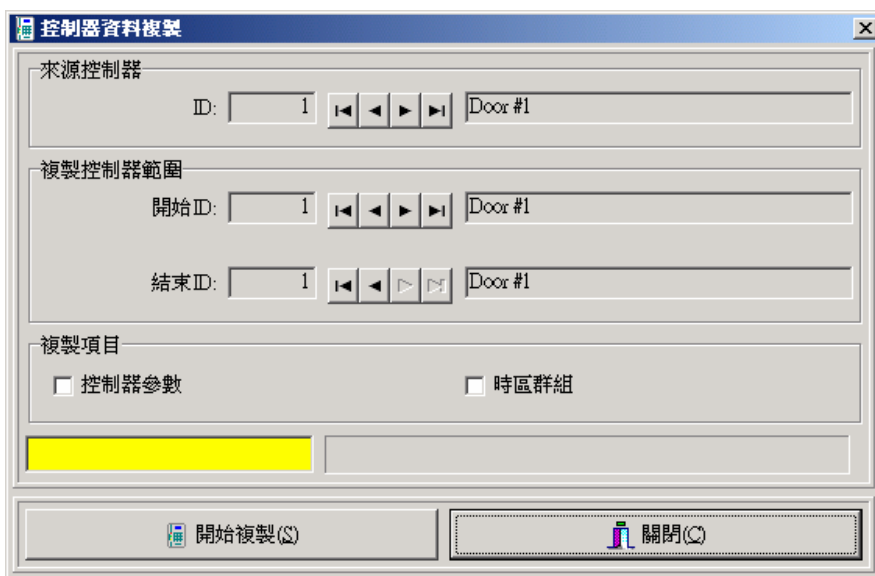 控制器資料複製
來源控制器
ID: 1 Door #1
複製控制器範圍
開始ID: 1 Door #1
結束ID: 1 Door #1
複製項目
控制器參數 時區群組
開始複製(S) 關閉(C)